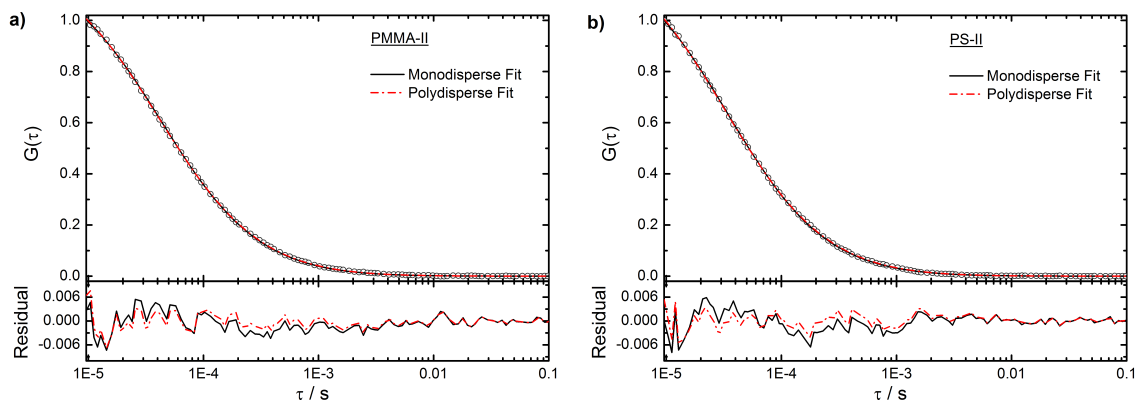 a)
PMMA-II
Monodisperse Fit
Polydisperse Fit
G(τ)
1.0
0.8
0.6
0.4
0.2
0.0
Residual
0.006
0.000
-0.006
1E-5 1E-4 1E-3 0.01 0.1
τ / s
b)
PS-II
Monodisperse Fit
Polydisperse Fit
G(τ)
1.0
0.8
0.6
0.4
0.2
0.0
Residual
0.006
0.000
-0.006
1E-5 1E-4 1E-3 0.01 0.1
τ / s